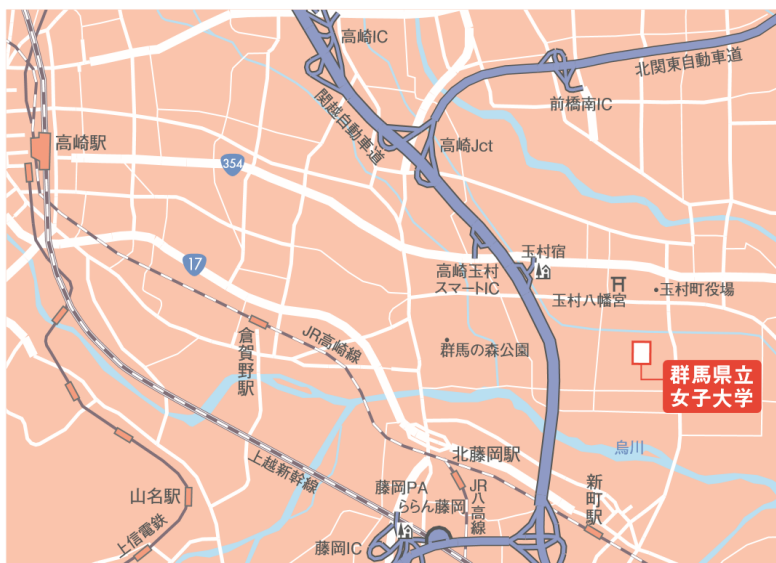 高崎IC
北関東自動車道
前橋南IC
関越自動車道
高崎駅
高崎Jct
354
17
玉村宿
高崎玉村
スマートIC
玉村八幡宮
玉村町役場
倉賀野駅
JR高崎線
群馬の森公園
群馬県立
女子大学
烏川
北藤岡駅
上越新幹線
新町駅
JR八高線
藤岡PA
ららん藤岡
山名駅
上信電鉄
藤岡IC